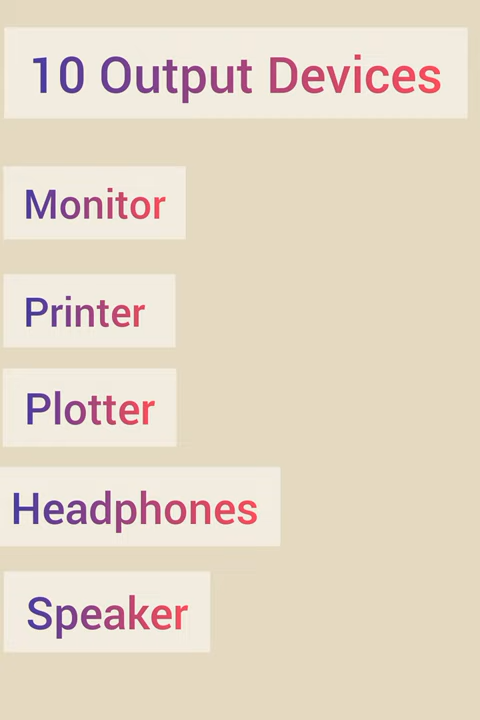 10 Output Devices
Monitor
Printer
Plotter
Headphones
Speaker